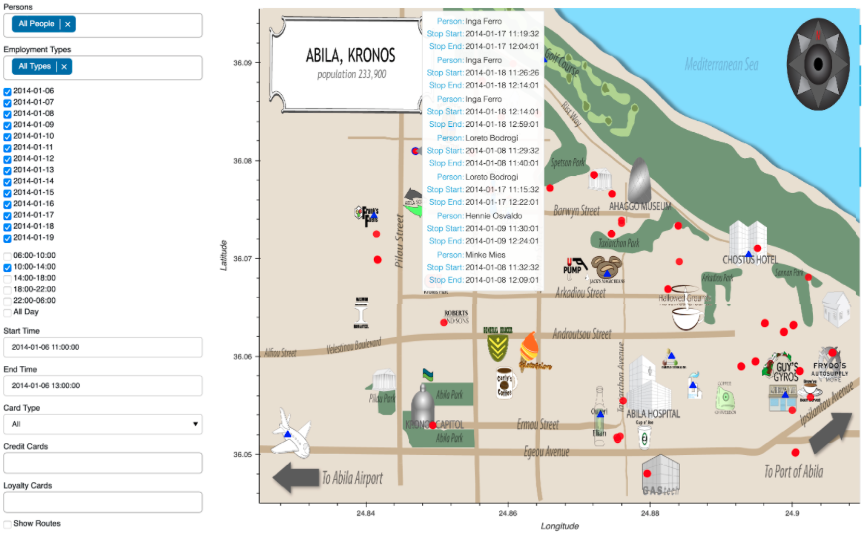 Persons
All People | ×
Employment Types
All Types | ×
2014-01-06
2014-01-07
2014-01-08
2014-01-09
2014-01-10
2014-01-11
2014-01-12
2014-01-13
2014-01-14
2014-01-15
2014-01-16
2014-01-17
2014-01-18
2014-01-19
06:00-10:00
10:00-14:00
14:00-18:00
18:00-22:00
22:00-06:00
All Day
Start Time
2014-01-06 11:00:00
End Time
2014-01-06 13:00:00
Card Type
All
Credit Cards
Loyalty Cards
Show Routes
Latitude
36.09
36.08
36.07
36.06
36.05
24.84
24.86
24.88
24.9
Longitude
ABILA, KRONOS
population 233,900
Person: Inga Ferro
Stop Start: 2014-01-17 11:19:32
Stop End: 2014-01-17 12:04:01
Person: Inga Ferro
Stop Start: 2014-01-18 11:26:26
Stop End: 2014-01-18 12:14:01
Person: Inga Ferro
Stop Start: 2014-01-18 12:14:01
Stop End: 2014-01-18 12:59:01
Person: Loreto Bodrogi
Stop Start: 2014-01-08 11:29:32
Stop End: 2014-01-08 11:40:01
Person: Loreto Bodrogi
Stop Start: 2014-01-17 11:15:32
Stop End: 2014-01-17 12:22:01
Person: Hennie Osvaldo
Stop Start: 2014-01-09 11:30:01
Stop End: 2014-01-09 12:24:01
Person: Minke Mies
Stop Start: 2014-01-08 11:32:32
Stop End: 2014-01-08 12:09:01
Golf Course
Mediterranean Sea
Spetson Park
AHAGGO MUSEUM
Barwyn Street
Taxiarchon Park
Pilau Street
PUMP
CHOSTUS HOTEL
Sannan Park
Arkadiou Street
Hallowed Grounds
ROBERTS
AND SONS
Androutsou Street
Velestinou Boulevard
Alfiou Street
GENERAL GROCER
FRYDO'S
AUTOSUPPLY
n' MORE
GUY'S
GYROS
Pilau Park
Abila Park
KRONOS CAPITOL
Abila Park
Taxiarchon Avenue
ABILA HOSPITAL
Ermou Street
Egeou Avenue
Ipsilantou Avenue
To Abila Airport
GAStech
To Port of Abila